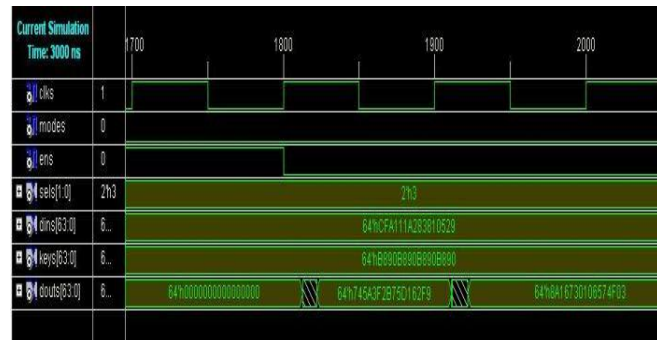 Current Simulation
Time: 3000 ns
1700 1800 1900 2000
clks 1
modes 0
ens 0
sels[1:0] 2'h3 2'h3
dins[63:0] 6... 64'hCFA111A283810529
keys[63:0] 6... 64'hB890B890B890B890
douts[63:0] 6... 64'h0000000000000000 64'h745A3F2B75D162F9 64'h8A16730106574F03